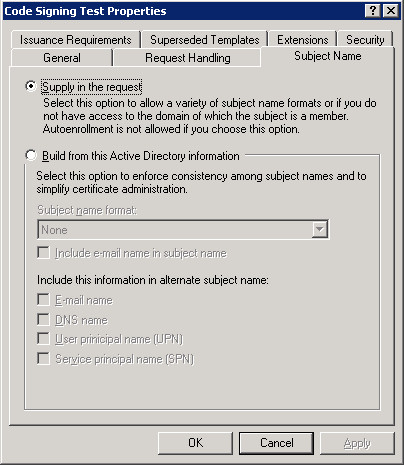 Code Signing Test Properties
Issuance Requirements Superseded Templates Extensions Security
General Request Handling Subject Name
Supply in the request
Select this option to allow a variety of subject name formats or if you do
not have access to the domain of which the subject is a member.
Autoenrollment is not allowed if you choose this option.
Build from this Active Directory information
Select this option to enforce consistency among subject names and to
simplify certificate administration.
Subject name format:
None
Include e-mail name in subject name
Include this information in alternate subject name:
E-mail name
DNS name
User prinicipal name (UPN)
Service principal name (SPN)
OK Cancel Apply